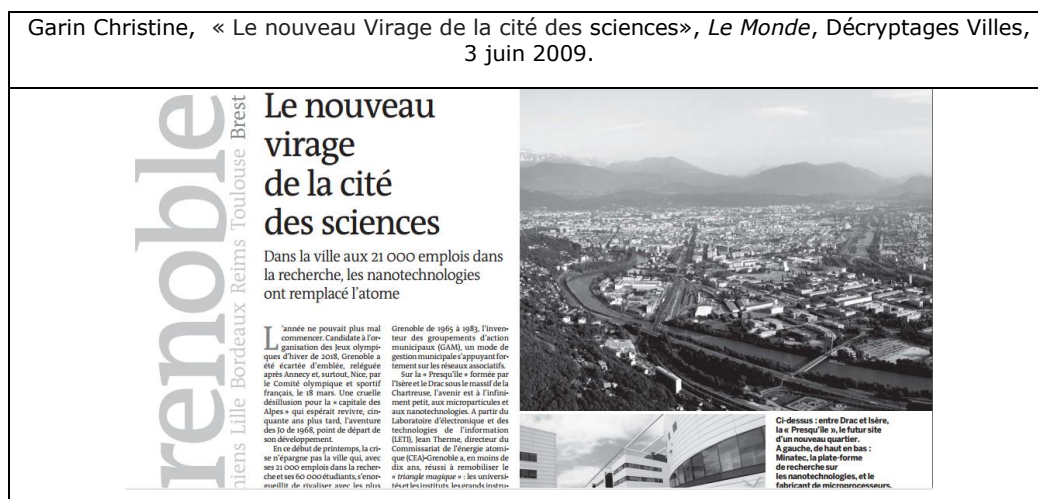 Garin Christine, « Le nouveau Virage de la cité des sciences», Le Monde, Décryptages Villes,
3 juin 2009.
renoble
miens Lille Bordeaux Reims Toulouse Brest
Le nouveau
virage
de la cité
des sciences
Dans la ville aux 21 000 emplois dans
la recherche, les nanotechnologies
ont remplacé l'atome
L'année ne pouvait plus mal
commencer. Candidate à l'or-
ganisation des Jeux olympi-
ques d'hiver de 2018, Grenoble a
été écartée d'emblée, reléguée
après Annecy et, surtout, Nice, par
le Comité olympique et sportif
français, le 18 mars. Une cruelle
désillusion pour la « capitale des
Alpes » qui espérait revivre, cin-
quante ans plus tard, l'aventure
des JO de 1968, point de départ de
son développement.
En ce début de printemps, la cri-
se n'épargne pas la ville qui, avec
ses 21 000 emplois dans la recher-
che et ses 60 000 étudiants, s'enor-
gueillit de rivaliser avec les plus
Grenoble de 1965 à 1983, l'inven-
teur des groupements d'action
municipaux (GAM), un mode de
gestion municipale s'appuyant for-
tement sur les réseaux associatifs.
Sur la « Presqu'île » formée par
l'Isère et le Drac sous le massif de la
Chartreuse, l'avenir est à l'infini-
ment petit, aux microparticules et
aux nanotechnologies. A partir du
Laboratoire d'électronique et des
technologies de l'information
(LETI), Jean Therme, directeur du
Commissariat de l'énergie atomi-
que (CEA)-Grenoble a, en moins de
dix ans, réussi à remobiliser le
« triangle magique » : les universi-
tés et les instituts, les grands instru-
Ci-dessus : entre Drac et Isère,
la « Presqu'île », le futur site
d'un nouveau quartier.
A gauche, de haut en bas :
Minatec, la plate-forme
de recherche sur
les nanotechnologies, et le
fabricant de microprocesseurs,